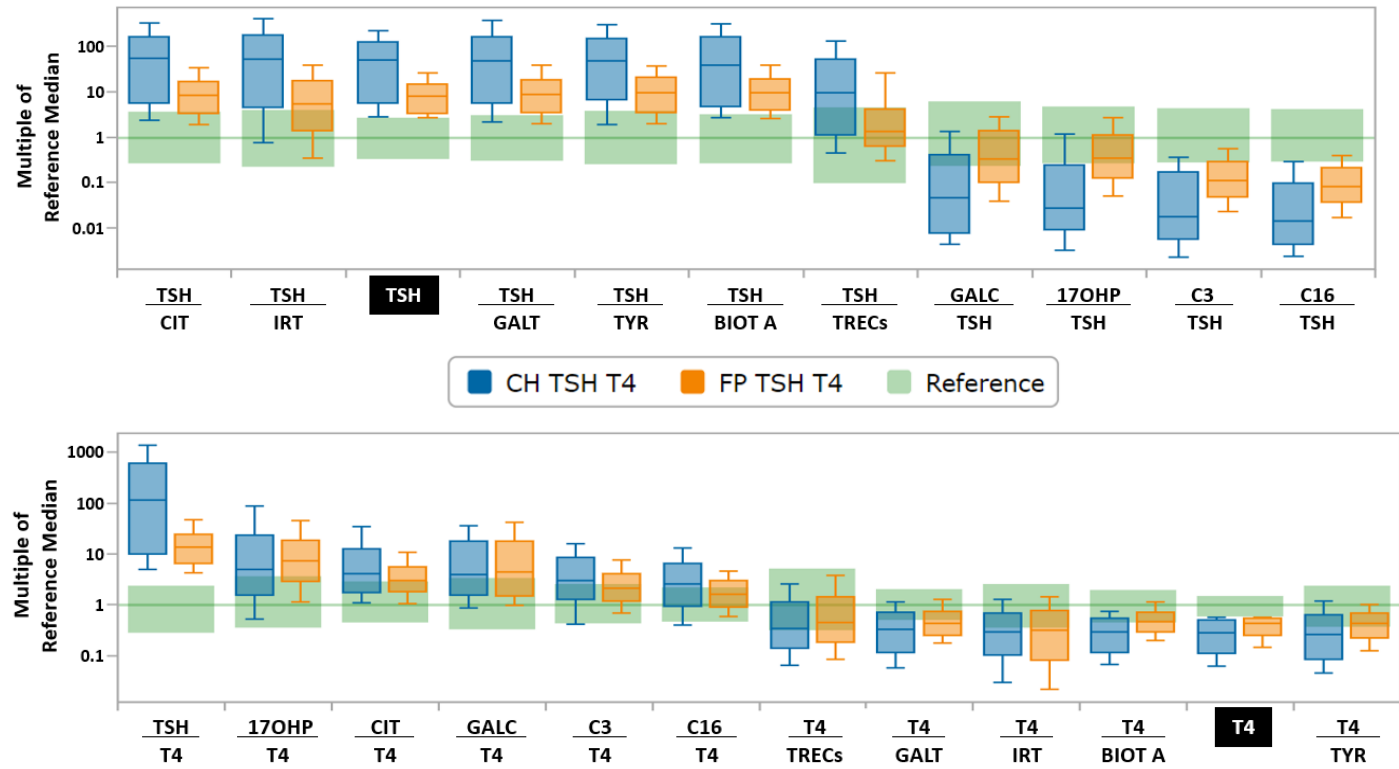 Multiple of
Reference Median
100
10
1
0.1
0.01
TSH TSH TSH TSH TSH TSH TSH GALC 17OHP C3 C16
CIT IRT GALT TYR BIOT A TRECs TSH TSH TSH TSH
CH TSH T4 FP TSH T4 Reference
Multiple of
Reference Median
1000
100
10
1
0.1
TSH 17OHP CIT GALC C3 C16 T4 T4 T4 T4 T4 T4
T4 T4 T4 T4 T4 T4 TRECs GALT IRT BIOT A TYR